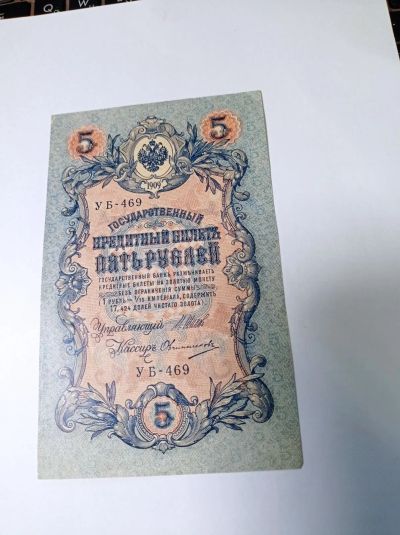 Q W
5 5
1909
УБ-469
ГОСУДАРСТВЕННЫЙ
КРЕДИТНЫЙ БИЛЕТЪ
ПЯТЬ РУБЛЕЙ
ГОСУДАРСТВЕННЫЙ БАНКЪ РАЗМѢНИВАЕТЪ
КРЕДИТНЫЕ БИЛЕТЫ НА ЗОЛОТУЮ МОНЕТУ
БЕЗЪ ОГРАНИЧЕНІЯ СУММЫ
(1 РУБЛЬ = 1/15 ИМПЕРІАЛА, СОДЕРЖИТЪ
17,424 ДОЛЕЙ ЧИСТАГО ЗОЛОТА)
Управляющій
Кассиръ
УБ-469
5